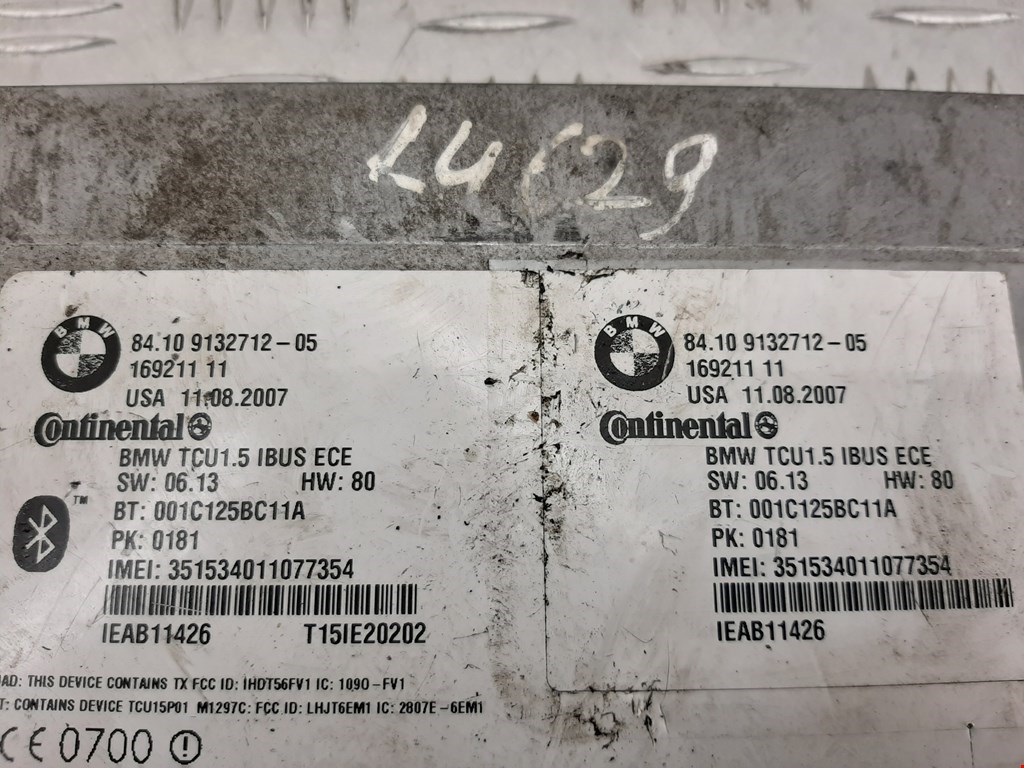 L4629
BMW
84.10 9132712-05
169211 11
USA 11.08.2007
Continental
BMW TCU1.5 IBUS ECE
SW: 06.13 HW: 80
TM
BT: 001C125BC11A
PK: 0181
IMEI: 351534011077354
IEAB11426 T15IE20202
THIS DEVICE CONTAINS TX FCC ID: IHDT56FV1 IC: 109O-FV1
CONTAINS DEVICE TCU15P01 M1297C: FCC ID: LHJT6EM1 IC: 2807E-6EM1
CE 0700
BMW
84.10 9132712-05
169211 11
USA 11.08.2007
Continental
BMW TCU1.5 IBUS ECE
SW: 06.13 HW: 80
BT: 001C125BC11A
PK: 0181
IMEI: 351534011077354
IEAB11426